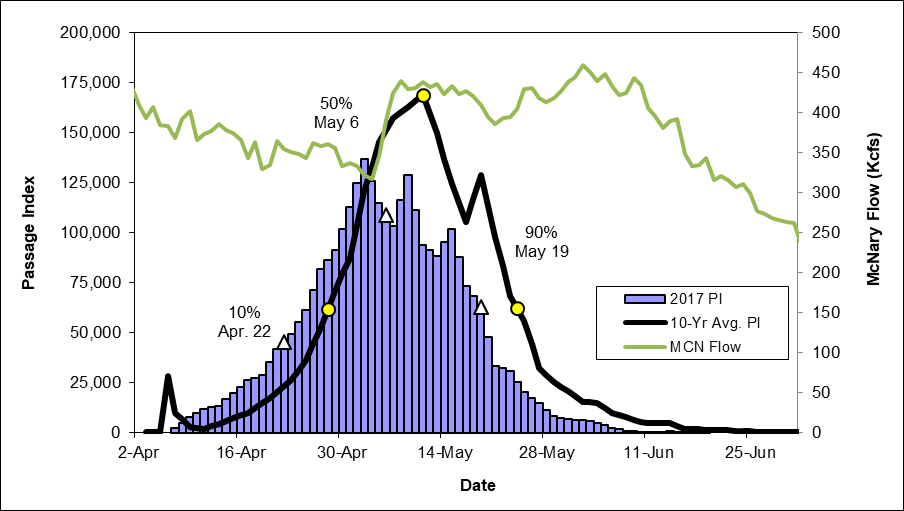 200,000
175,000
150,000
125,000
100,000
75,000
50,000
25,000
0
Passage Index
500
450
400
350
300
250
200
150
100
50
0
McNary Flow (Kcfs)
50%
May 6
90%
May 19
10%
Apr. 22
2017 PI
10-Yr Avg. PI
MCN Flow
2-Apr 16-Apr 30-Apr 14-May 28-May 11-Jun 25-Jun
Date